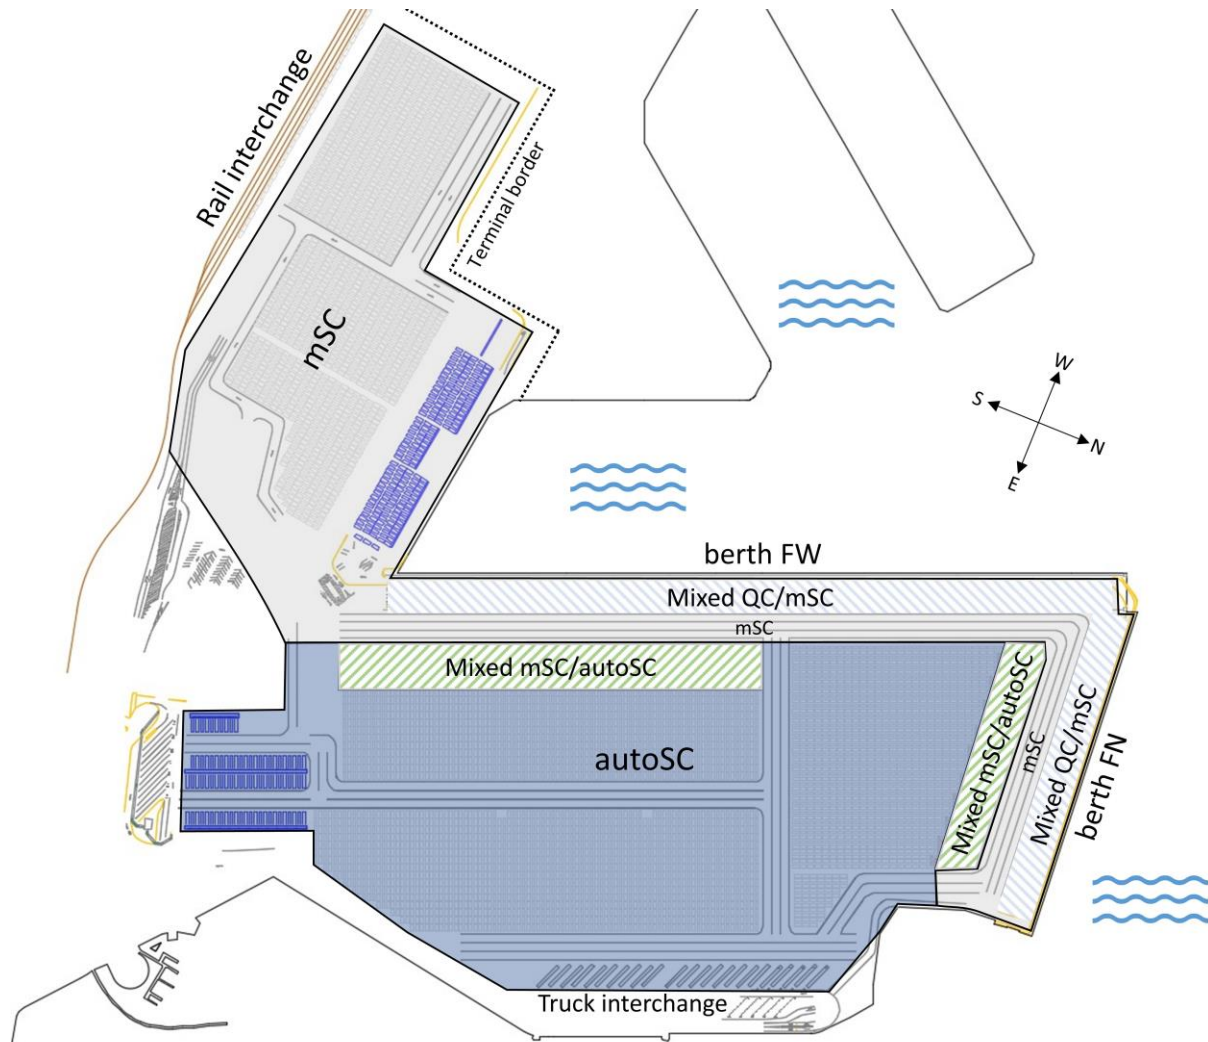 Rail interchange
Terminal border
mSC
W
S
N
E
berth FW
Mixed QC/mSC
mSC
Mixed mSC/autoSC
autoSC
Mixed mSC/autoSC
mSC
Mixed QC/mSC
berth FN
Truck interchange